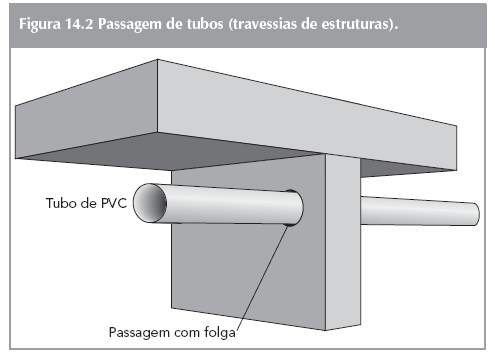 Figura 14.2 Passagem de tubos (travessias de estruturas).
Tubo de PVC
Passagem com folga